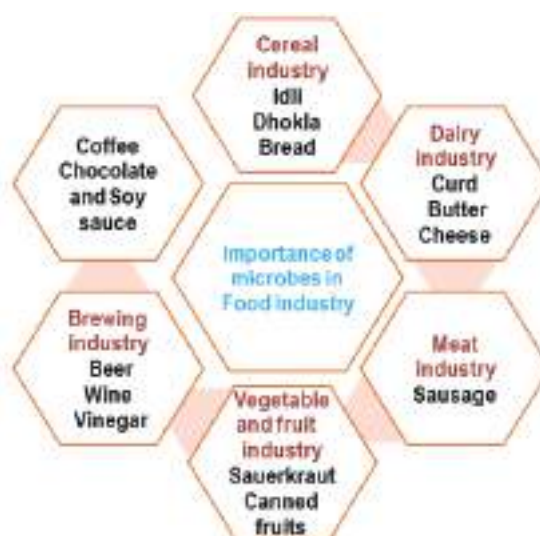 Cereal
industry
Idli
Dhokla
Bread
Dairy
industry
Curd
Butter
Cheese
Meat
industry
Sausage
Vegetable
and fruit
industry
Sauerkraut
Canned
fruits
Brewing
industry
Beer
Wine
Vinegar
Coffee
Chocolate
and Soy
sauce
Importance of
microbes in
Food industry